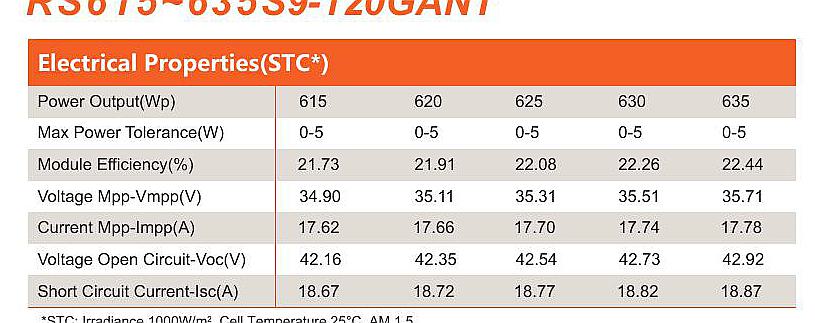 RS615~635S9-120GANT
Electrical Properties(STC*)
Power Output(Wp) 615 620 625 630 635
Max Power Tolerance(W) 0-5 0-5 0-5 0-5 0-5
Module Efficiency(%) 21.73 21.91 22.08 22.26 22.44
Voltage Mpp-Vmpp(V) 34.90 35.11 35.31 35.51 35.71
Current Mpp-Impp(A) 17.62 17.66 17.70 17.74 17.78
Voltage Open Circuit-Voc(V) 42.16 42.35 42.54 42.73 42.92
Short Circuit Current-Isc(A) 18.67 18.72 18.77 18.82 18.87
*STC: Irradiance 1000W/m², Cell Temperature 25°C, AM 1.5